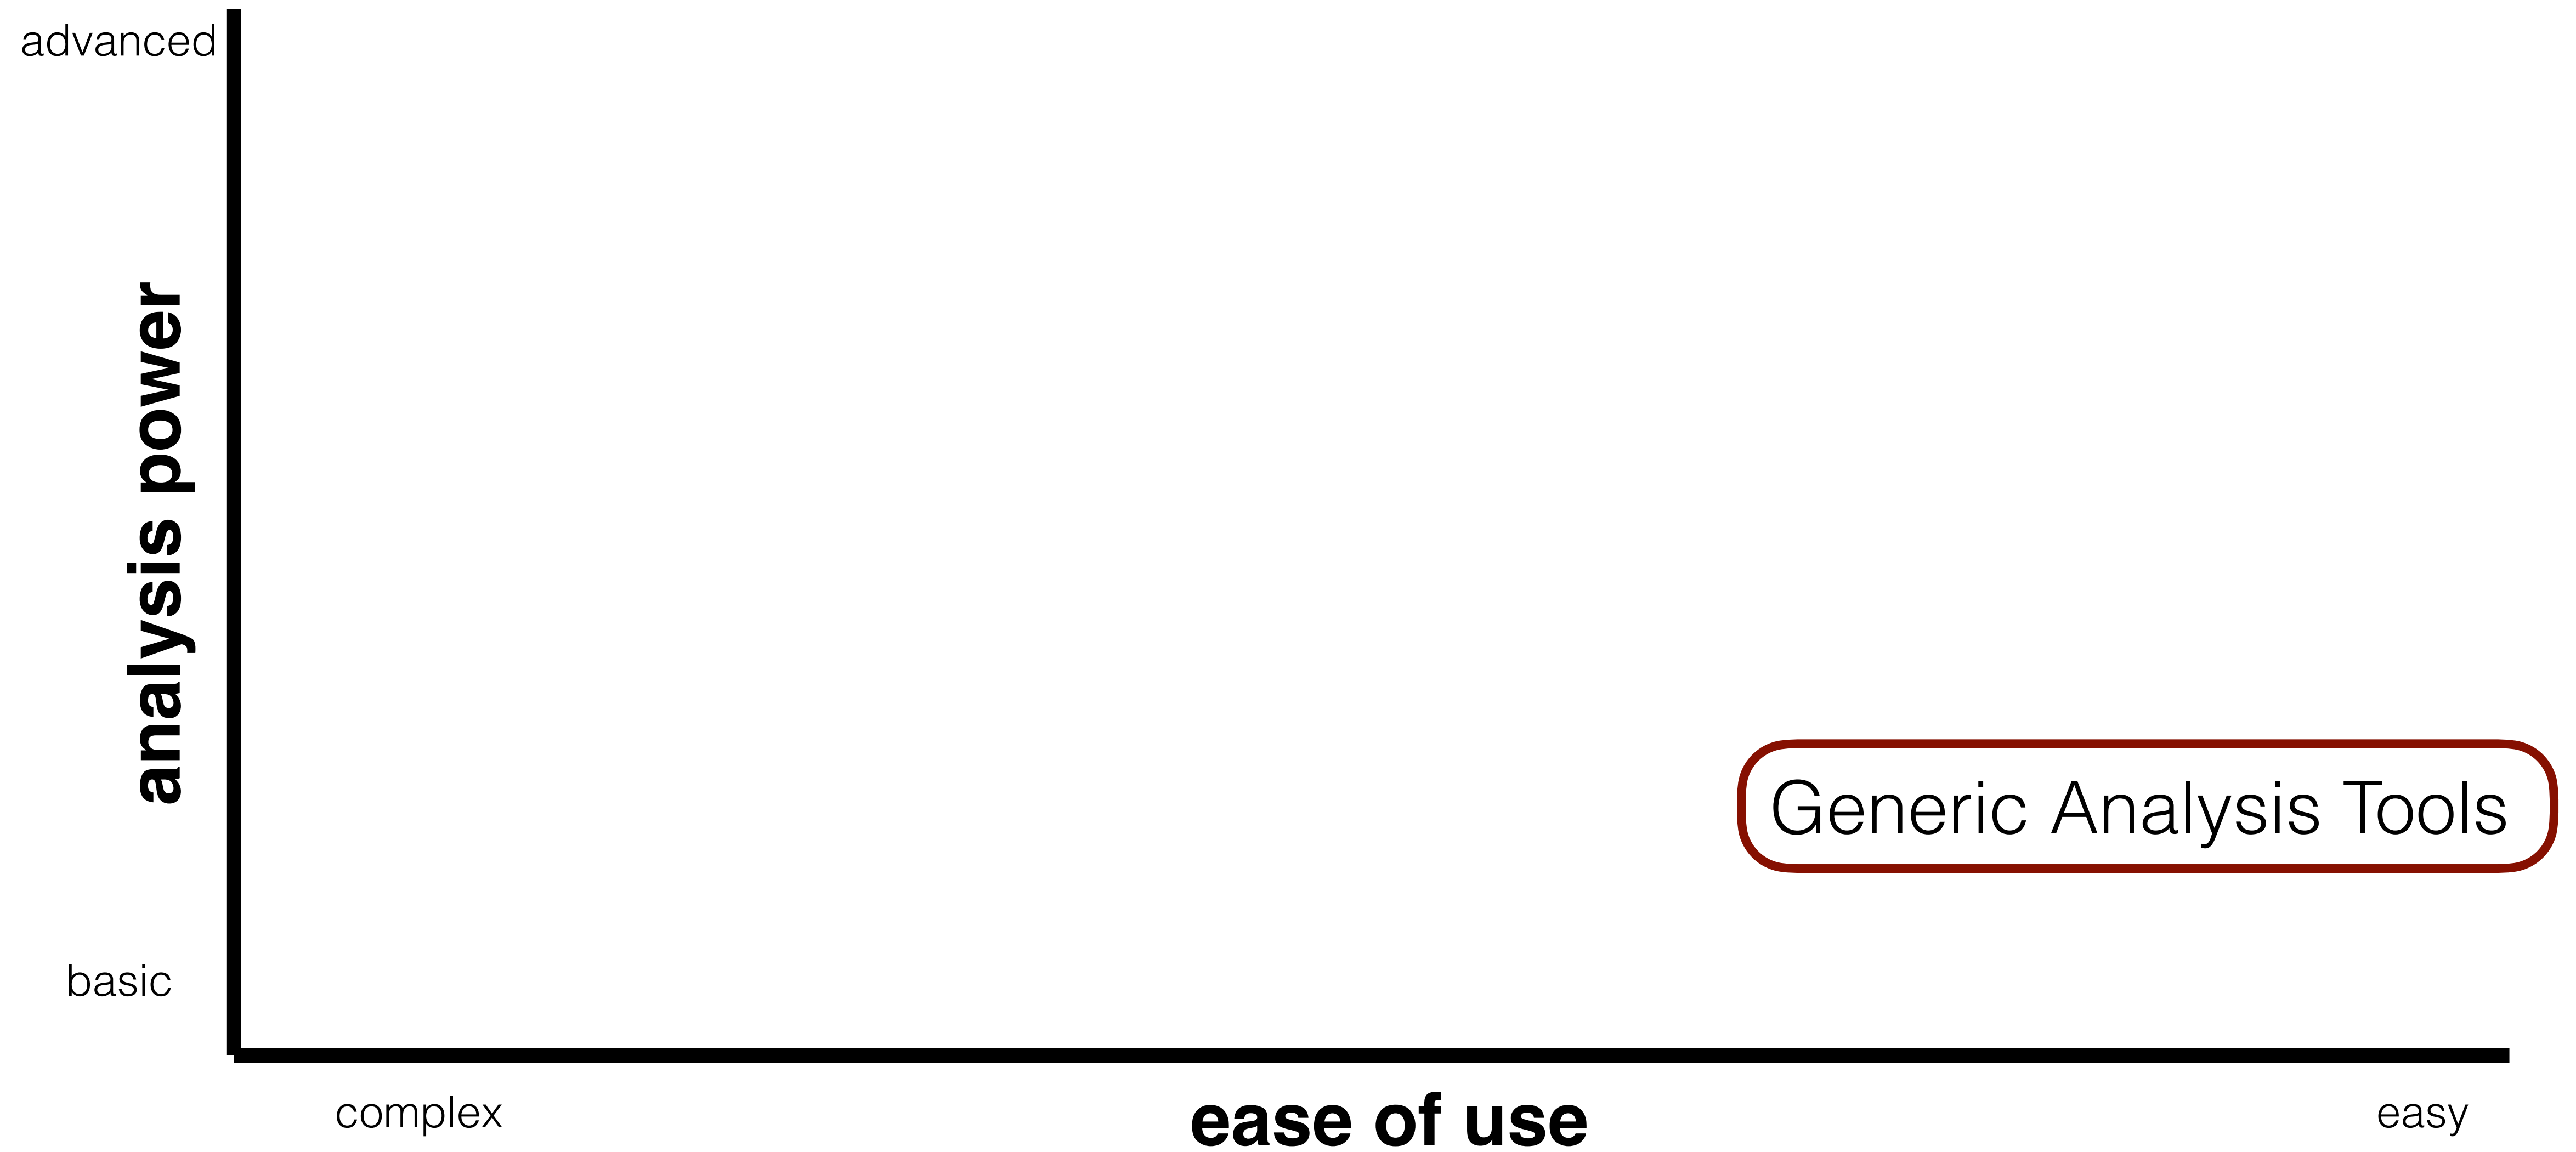 advanced
analysis power
Generic Analysis Tools
basic
complex
ease of use
easy